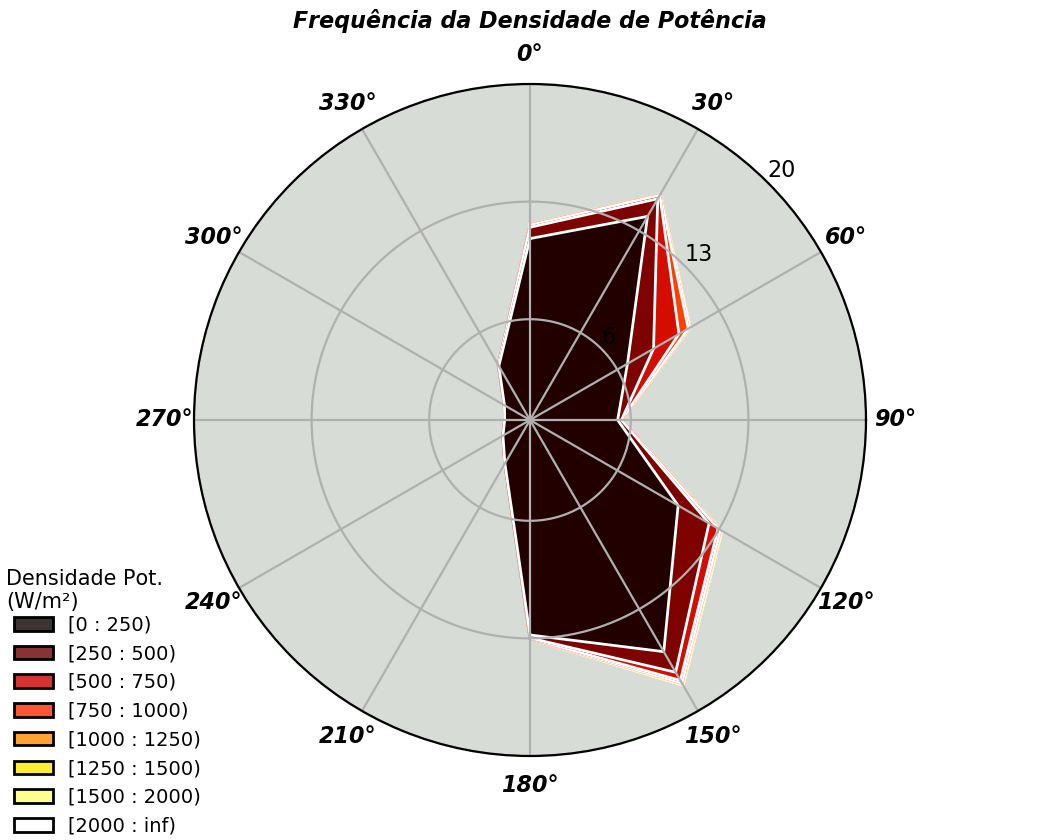 Frequência da Densidade de Potência
0°
330°
30°
20
300°
60°
13
6
270°
90°
240°
120°
210°
150°
180°
Densidade Pot.
(W/m²)
[0 : 250)
[250 : 500)
[500 : 750)
[750 : 1000)
[1000 : 1250)
[1250 : 1500)
[1500 : 2000)
[2000 : inf)